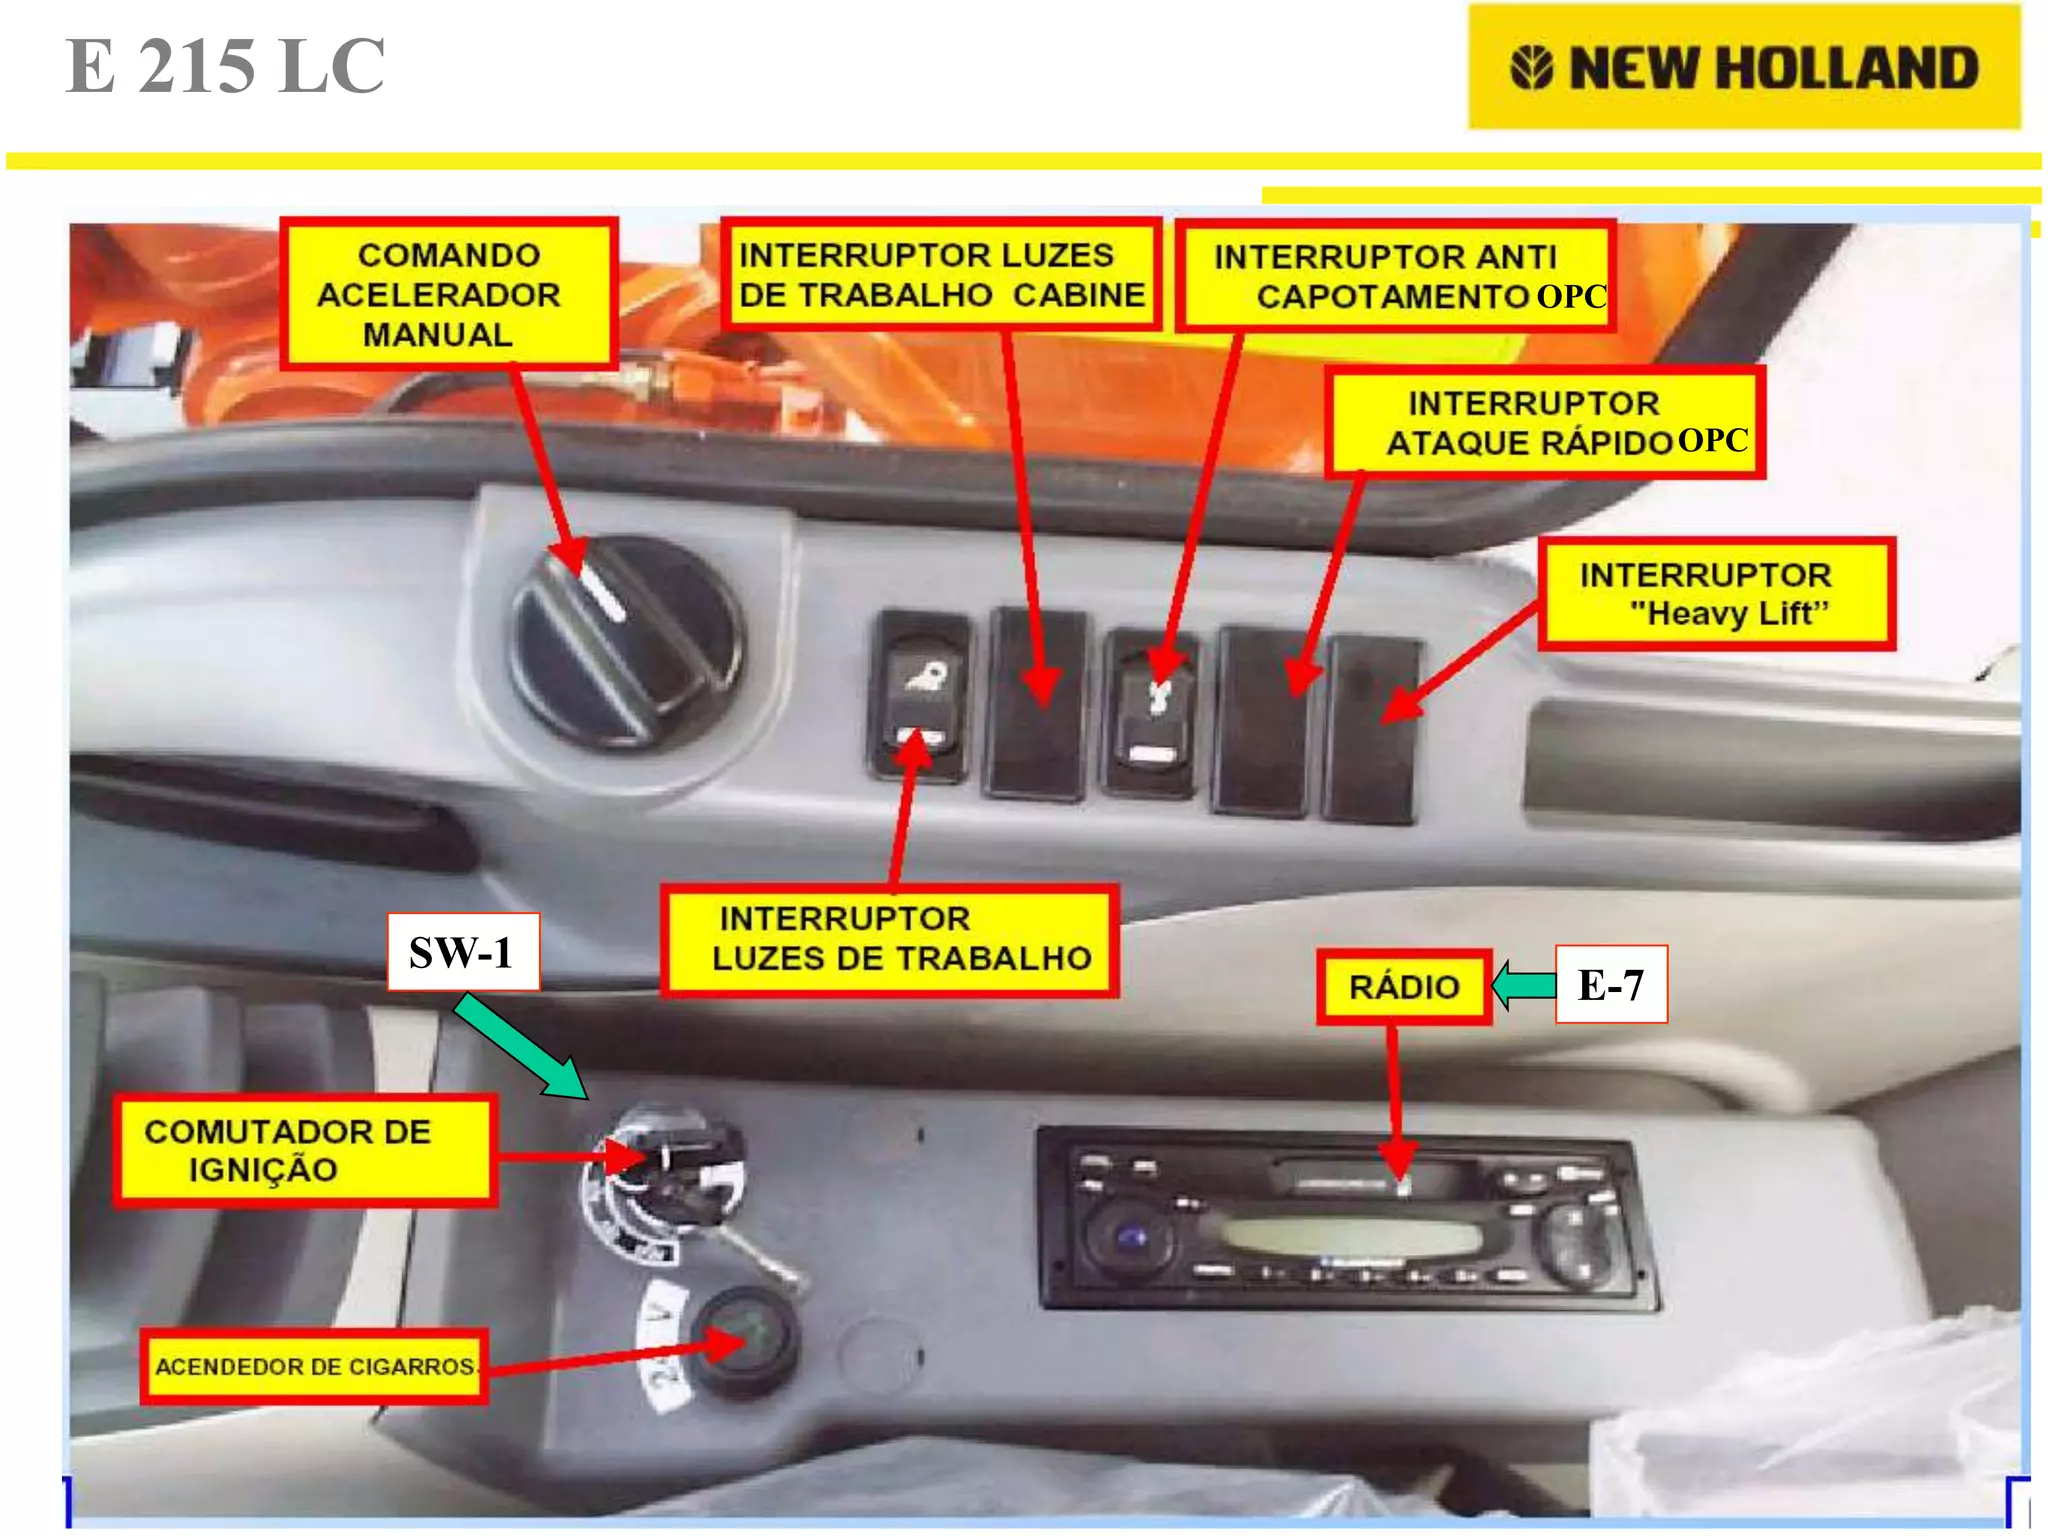 E 215 LC
NEW HOLLAND
COMANDO
ACELERADOR
MANUAL
INTERRUPTOR LUZES
DE TRABALHO CABINE
INTERRUPTOR ANTI
CAPOTAMENTO OPC
INTERRUPTOR
ATAQUE RÁPIDO OPC
INTERRUPTOR
"Heavy Lift”
INTERRUPTOR
LUZES DE TRABALHO
SW-1
RÁDIO
E-7
COMUTADOR DE
IGNIÇÃO
ACENDEDOR DE CIGARROS.